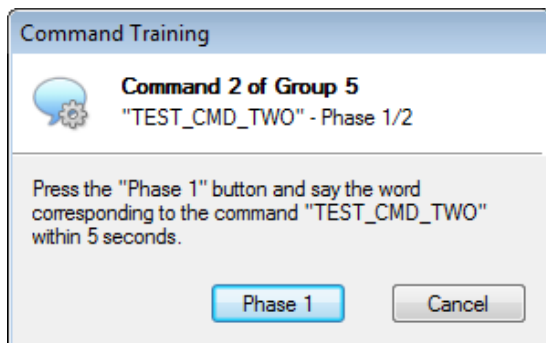 Command Training
Command 2 of Group 5
"TEST_CMD_TWO" - Phase 1/2
Press the "Phase 1" button and say the word
corresponding to the command "TEST_CMD_TWO"
within 5 seconds.
Phase 1
Cancel